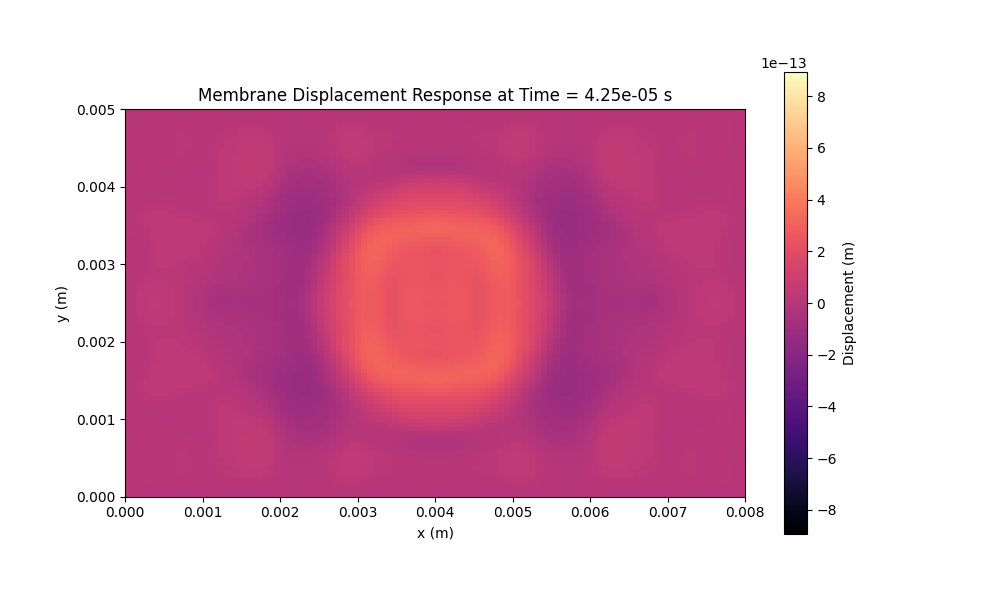 1e−13
Membrane Displacement Response at Time = 4.25e-05 s
0.005
0.004
0.003
0.002
0.001
0.000
y (m)
0.000 0.001 0.002 0.003 0.004 0.005 0.006 0.007 0.008
x (m)
8
6
4
2
0
−2
−4
−6
−8
Displacement (m)